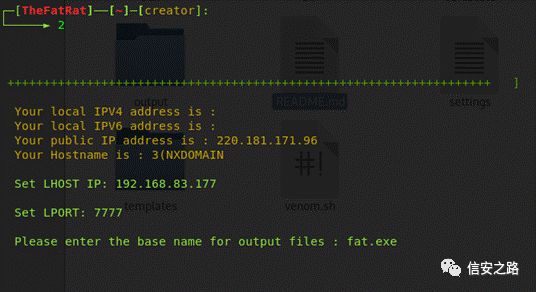 [TheFatRat]—[~]—[creator]:
2
++++++++++++++++++++++++++++++++++++++++++++++++++++++++++++++++++ ]
output
README.md
settings
Your local IPV4 address is :
Your local IPV6 address is :
Your public IP address is : 220.181.171.96
Your Hostname is : 3(NXDOMAIN
#!
Set LHOST IP: 192.168.83.177
templates
venom.sh
Set LPORT: 7777
Please enter the base name for output files : fat.exe
信安之路